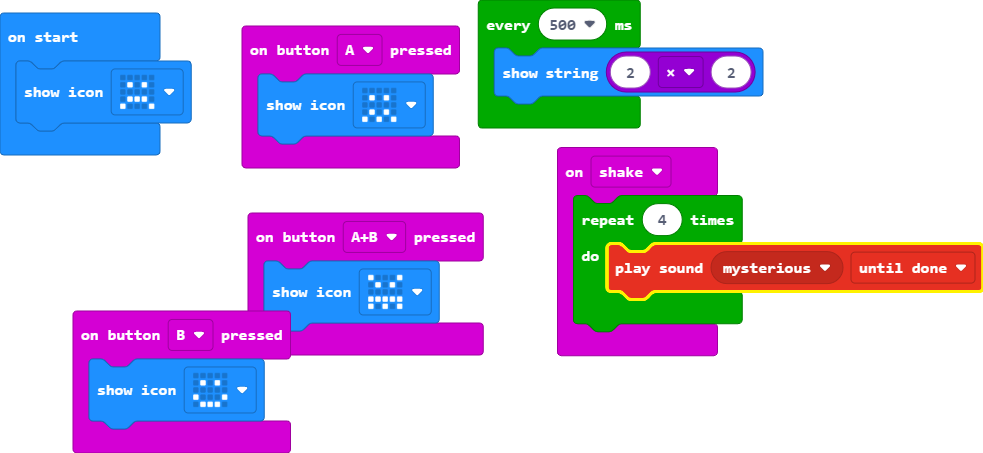 on start
show icon
on button A pressed
show icon
every 500 ms
show string 2 × 2
on shake
repeat 4 times
do
play sound mysterious until done
on button A+B pressed
show icon
on button B pressed
show icon